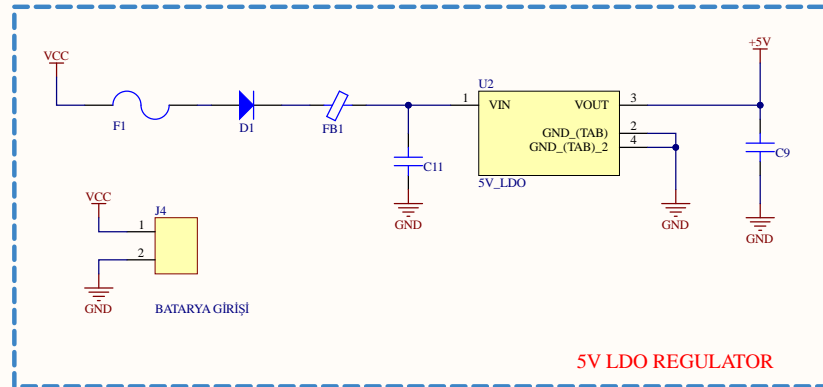 VCC
F1
D1
FB1
C11
GND
U2
1
VIN
VOUT
3
GND_(TAB)
2
GND_(TAB)_2
4
5V_LDO
GND
+5V
C9
GND
VCC
J4
1
2
GND
BATARYA GİRİŞİ
5V LDO REGULATOR